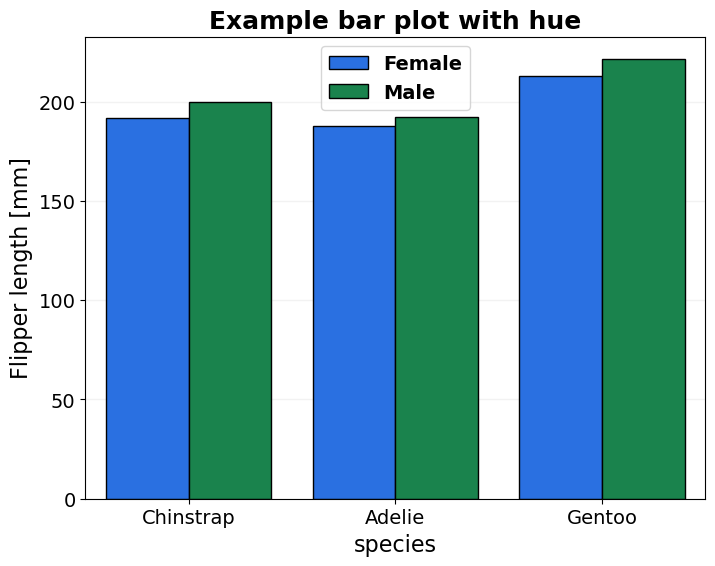 Example bar plot with hue
Female
Male
Flipper length [mm]
200
150
100
50
0
Chinstrap Adelie Gentoo
species